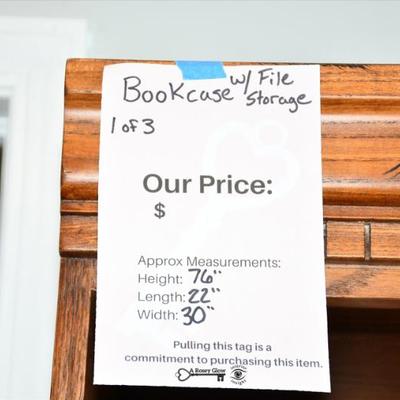 Bookcase w/ File Storage
1 of 3
Our Price:
$
Approx Measurements:
Height: 76"
Length: 22"
Width: 30"
Pulling this tag is a
commitment to purchasing this item.
A Rosey Glow